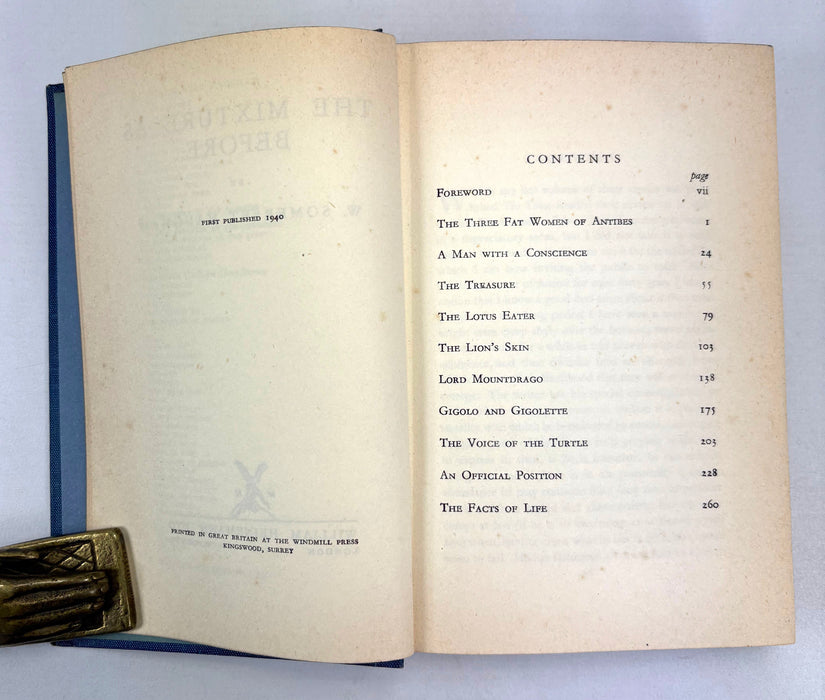 FIRST PUBLISHED 1940
PRINTED IN GREAT BRITAIN AT THE WINDMILL PRESS
KINGSWOOD, SURREY
CONTENTS
page
FOREWORD vii
THE THREE FAT WOMEN OF ANTIBES 1
A MAN WITH A CONSCIENCE 24
THE TREASURE 55
THE LOTUS EATER 79
THE LION'S SKIN 103
LORD MOUNTDRAGO 138
GIGOLO AND GIGOLETTE 175
THE VOICE OF THE TURTLE 203
AN OFFICIAL POSITION 228
THE FACTS OF LIFE 260